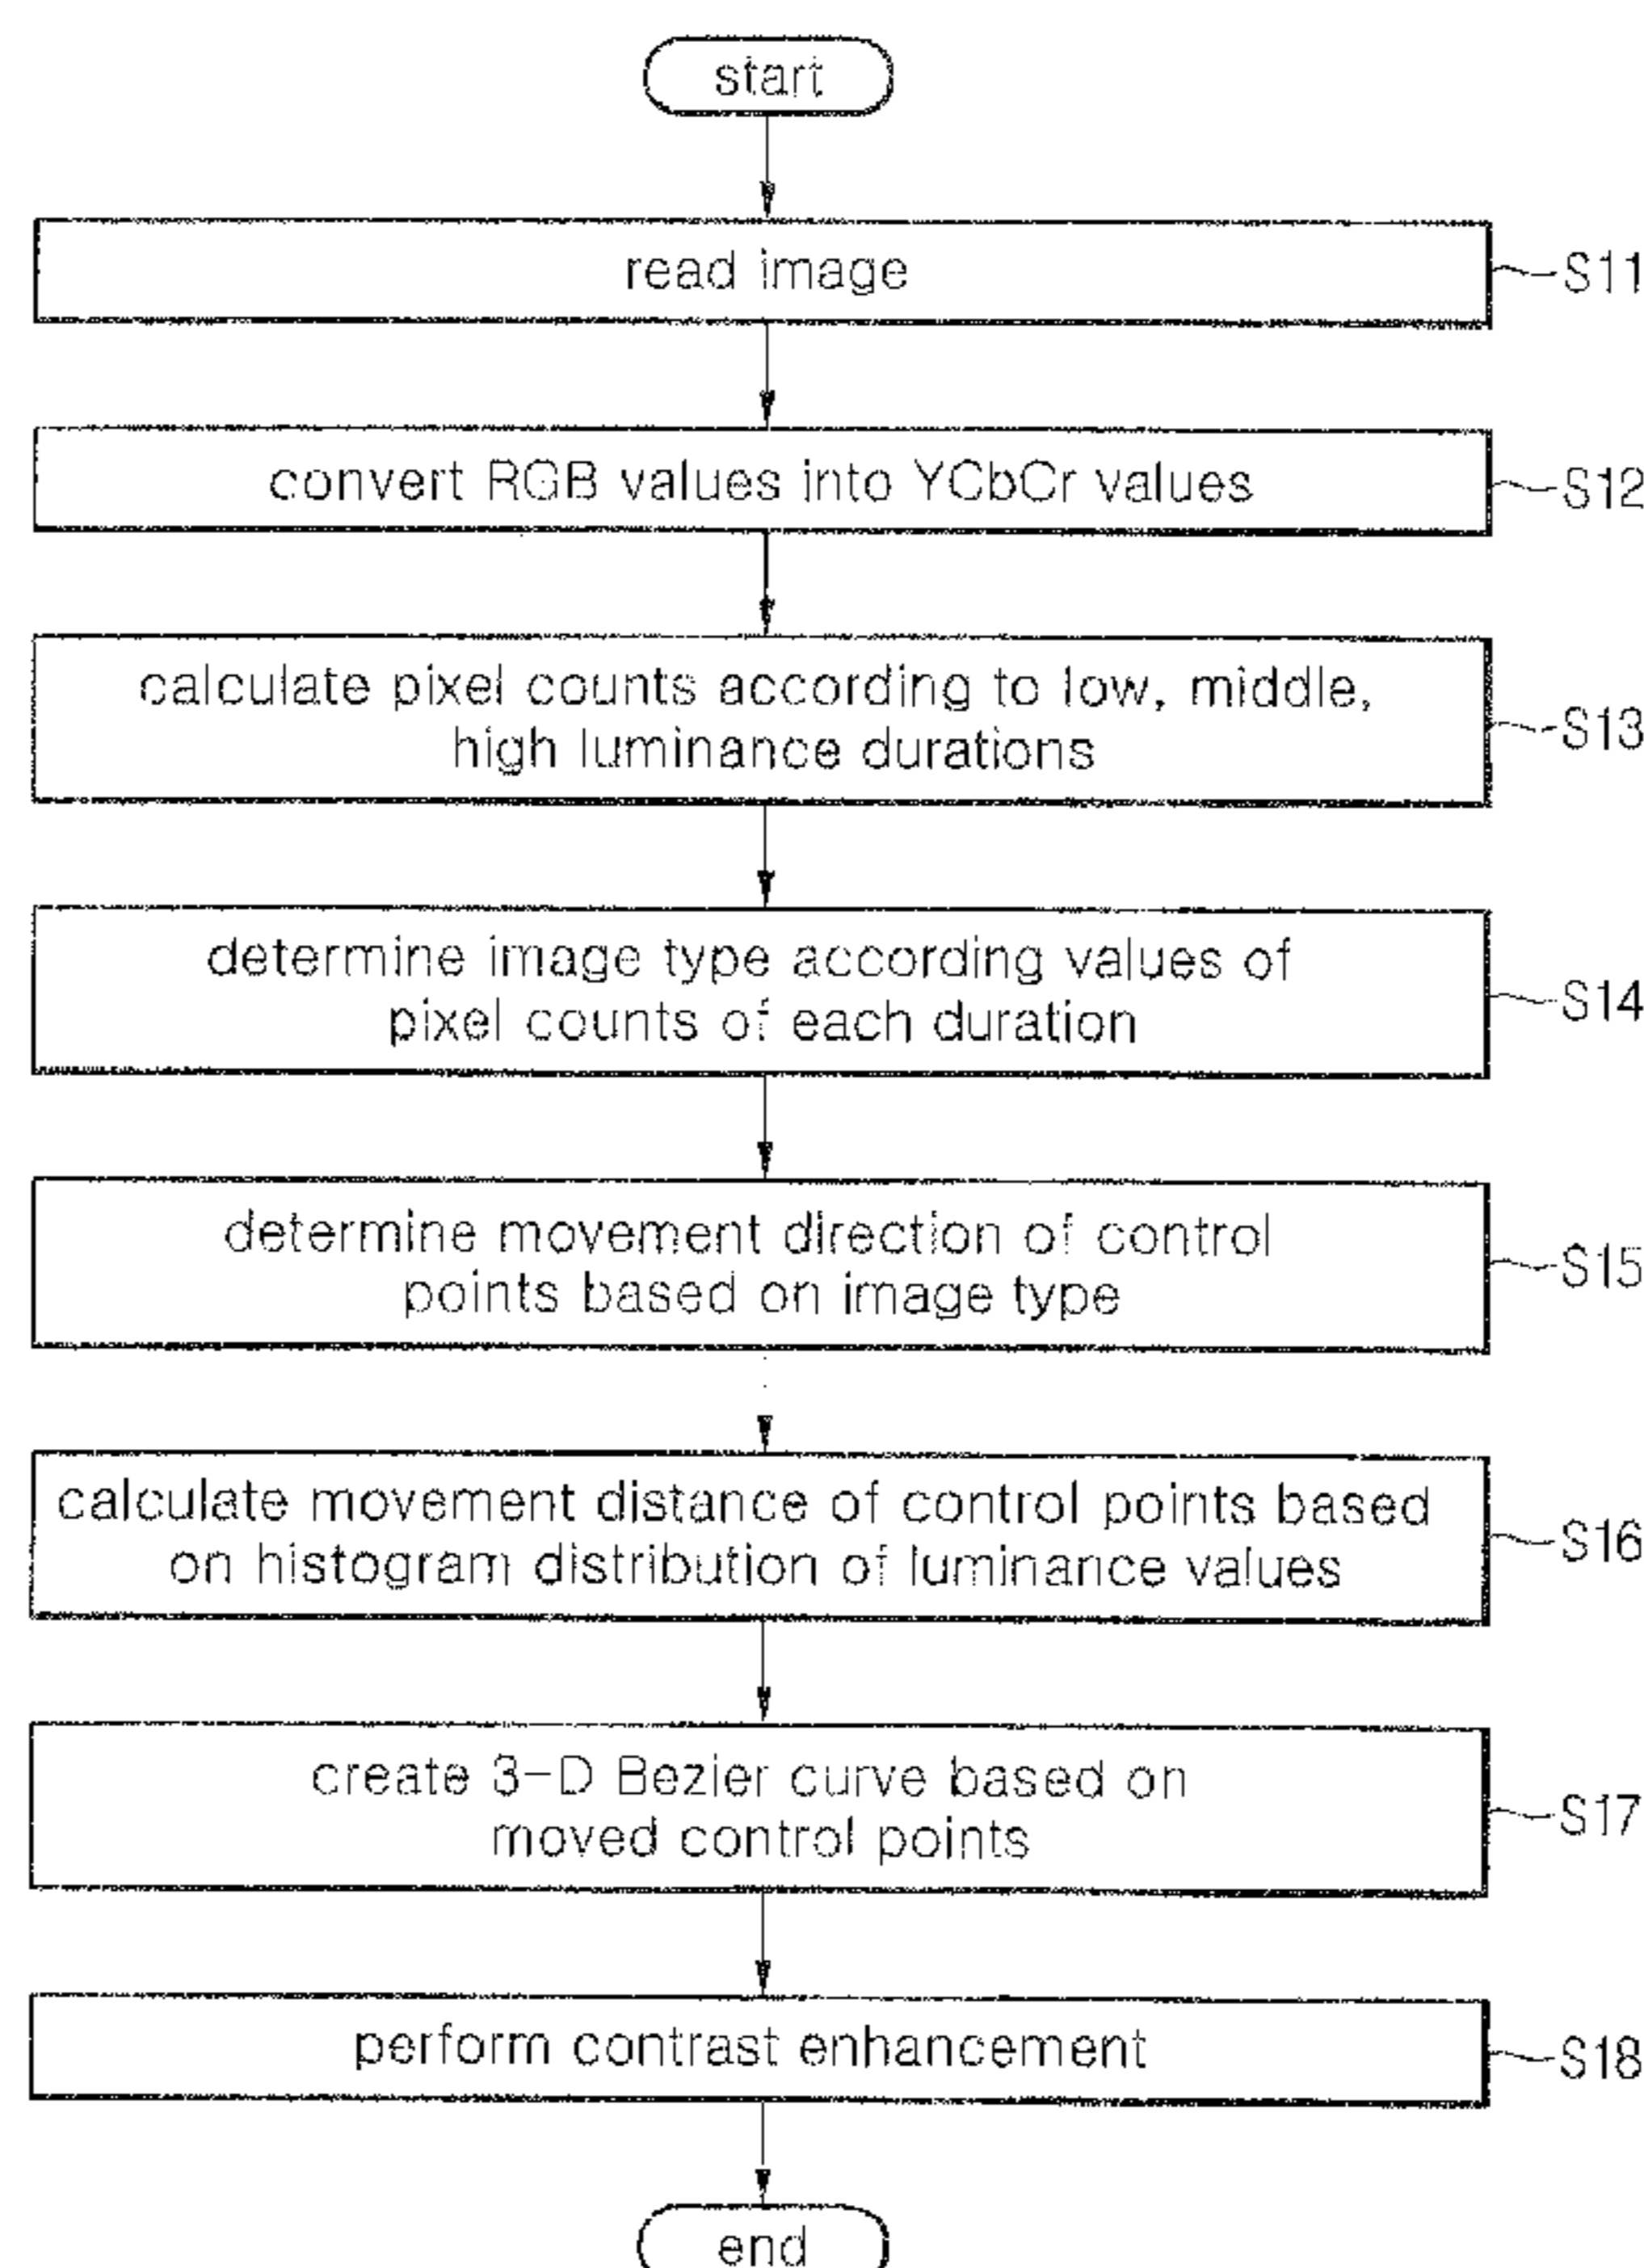 start
read image
S11
convert RGB values into YCbCr values
S12
calculate pixel counts according to low, middle,
high luminance durations
S13
determine image type according values of
pixel counts of each duration
S14
determine movement direction of control
points based on image type
S15
calculate movement distance of control points based
on histogram distribution of luminance values
S16
create 3-D Bezier curve based on
moved control points
S17
perform contrast enhancement
S18
end